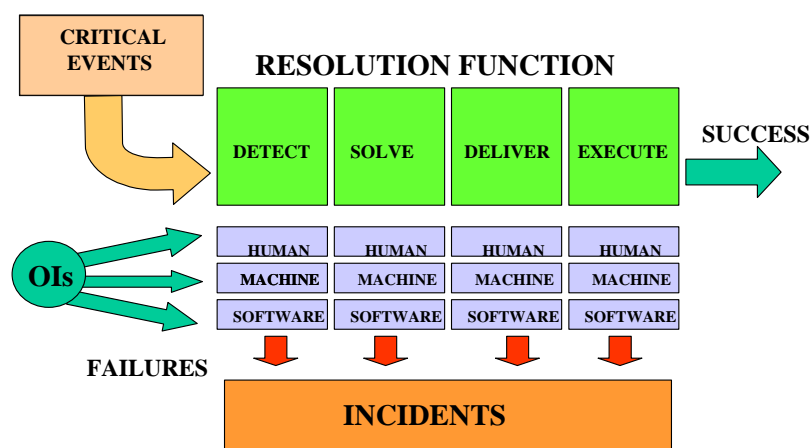 CRITICAL
EVENTS
RESOLUTION FUNCTION
DETECT SOLVE DELIVER EXECUTE
SUCCESS
OIs
HUMAN HUMAN HUMAN HUMAN
MACHINE MACHINE MACHINE MACHINE
SOFTWARE SOFTWARE SOFTWARE SOFTWARE
FAILURES
INCIDENTS